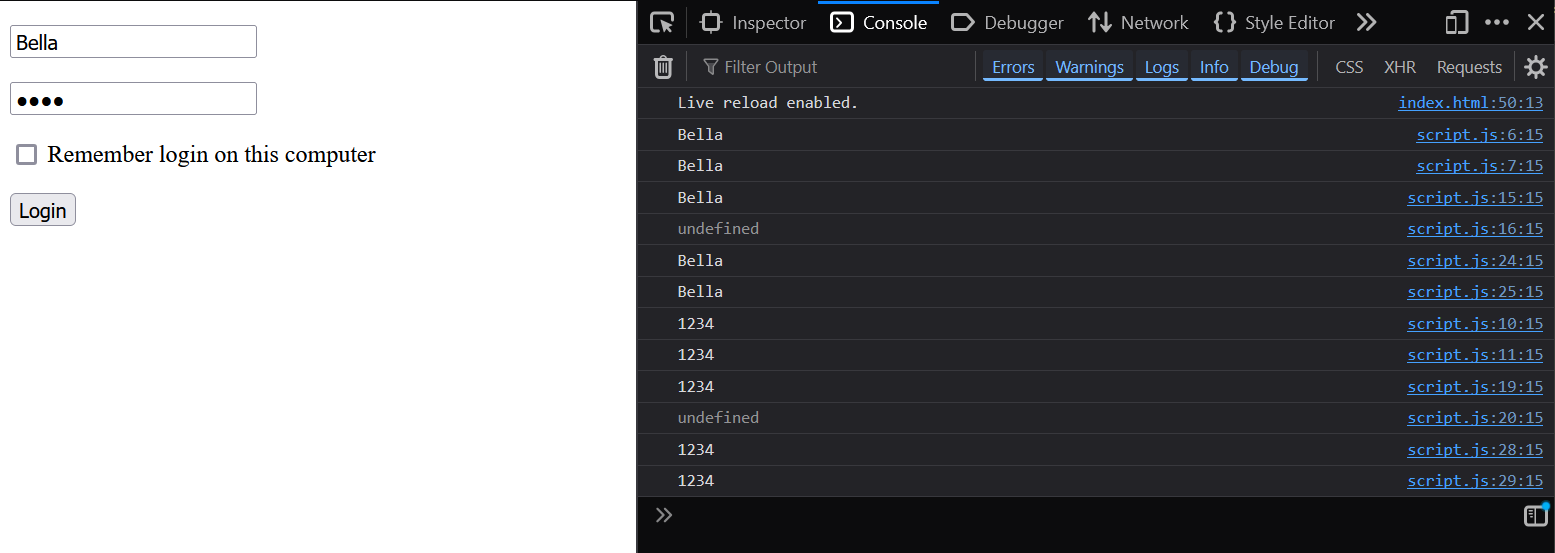 Bella
●●●●
Remember login on this computer
Login
Inspector Console Debugger Network Style Editor
Filter Output Errors Warnings Logs Info Debug CSS XHR Requests
Live reload enabled. index.html:50:13
Bella script.js:6:15
Bella script.js:7:15
Bella script.js:15:15
undefined script.js:16:15
Bella script.js:24:15
Bella script.js:25:15
1234 script.js:10:15
1234 script.js:11:15
1234 script.js:19:15
undefined script.js:20:15
1234 script.js:28:15
1234 script.js:29:15